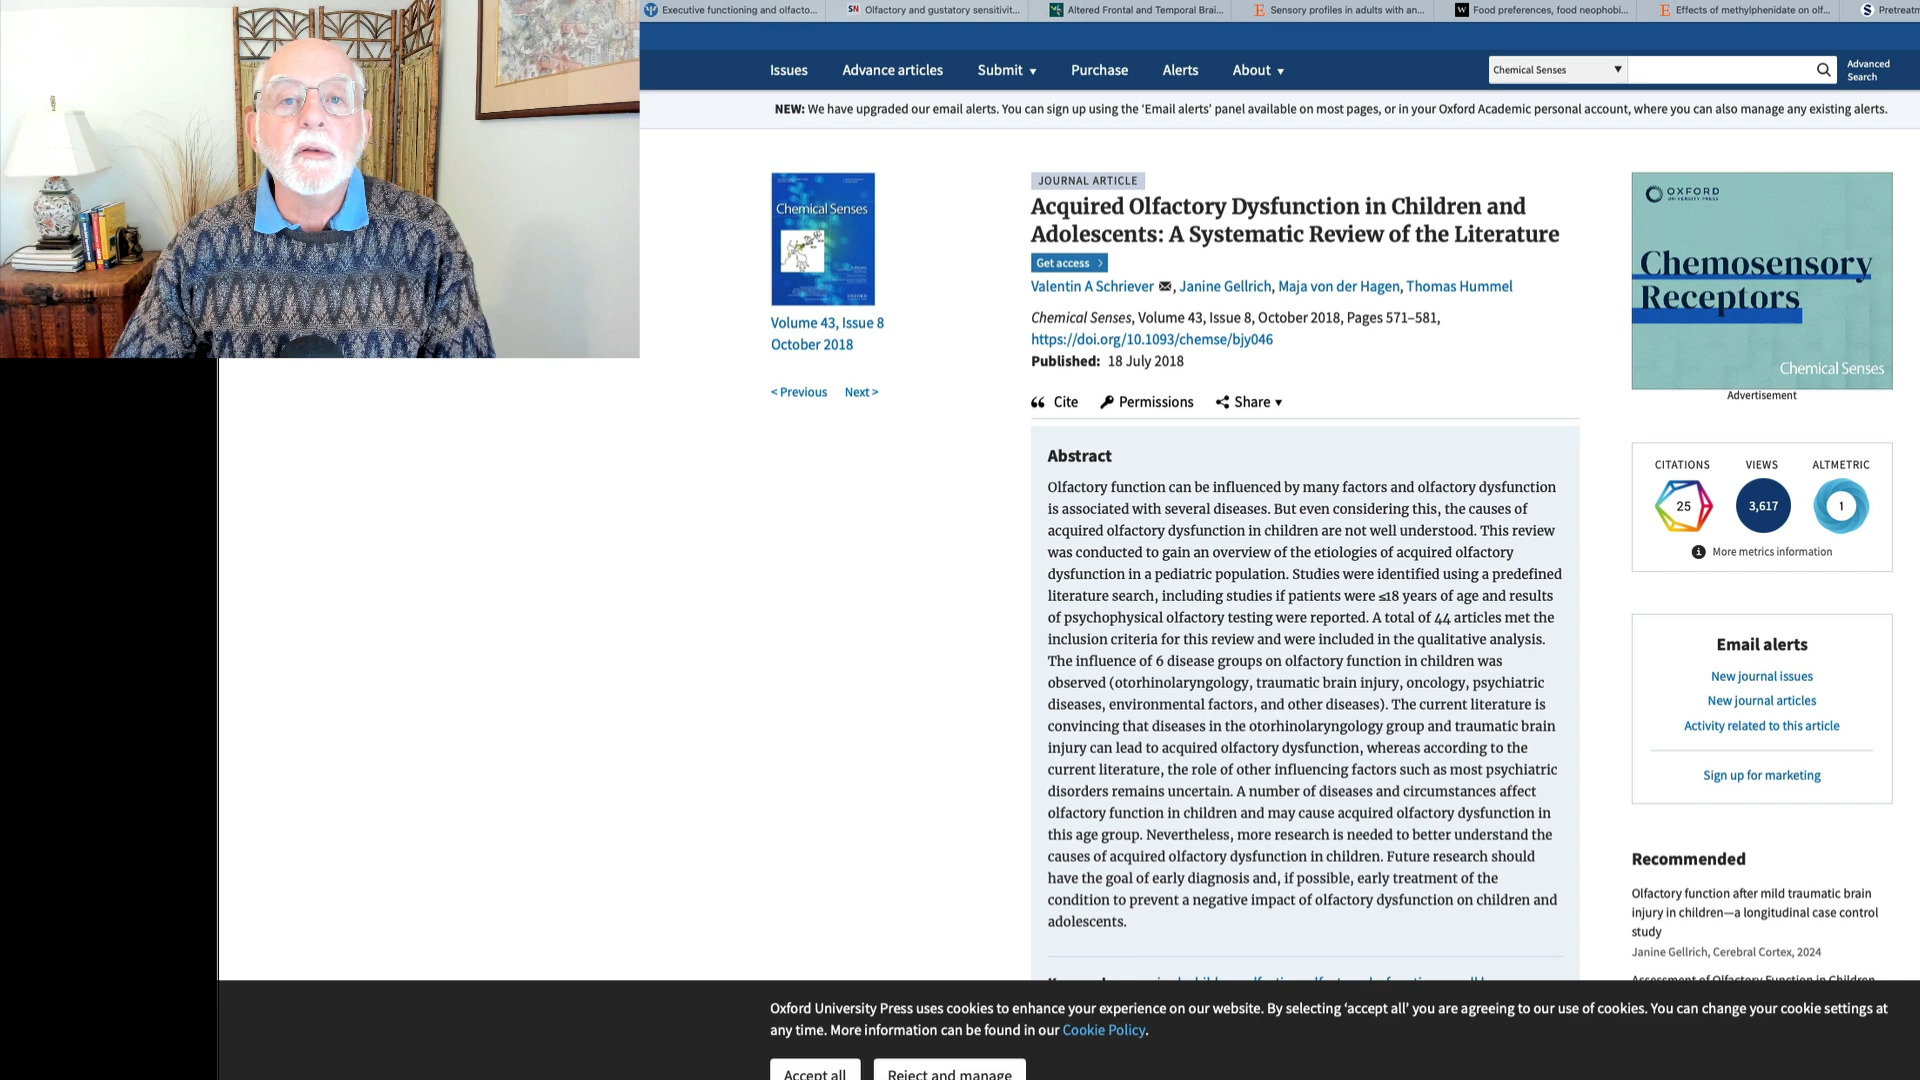 Executive functioning and olfacto...
Olfactory and gustatory sensitivit...
Altered Frontal and Temporal Brai...
Sensory profiles in adults with an...
Food preferences, food neophobi...
Effects of methylphenidate on olf...
Issues
Advance articles
Submit
Purchase
Alerts
About
Chemical Senses
Advanced
Search
NEW: We have upgraded our email alerts. You can sign up using the ‘Email alerts’ panel available on most pages, or in your Oxford Academic personal account, where you can also manage any existing alerts.
Chemical Senses
Volume 43, Issue 8
October 2018
< Previous Next >
JOURNAL ARTICLE
Acquired Olfactory Dysfunction in Children and
Adolescents: A Systematic Review of the Literature
Get access >
Valentin A Schriever , Janine Gellrich, Maja von der Hagen, Thomas Hummel
Chemical Senses, Volume 43, Issue 8, October 2018, Pages 571–581,
https://doi.org/10.1093/chemse/bjy046
Published: 18 July 2018
Cite Permissions Share
Abstract
Olfactory function can be influenced by many factors and olfactory dysfunction
is associated with several diseases. But even considering this, the causes of
acquired olfactory dysfunction in children are not well understood. This review
was conducted to gain an overview of the etiologies of acquired olfactory
dysfunction in a pediatric population. Studies were identified using a predefined
literature search, including studies if patients were ≤18 years of age and results
of psychophysical olfactory testing were reported. A total of 44 articles met the
inclusion criteria for this review and were included in the qualitative analysis.
The influence of 6 disease groups on olfactory function in children was
observed (otorhinolaryngology, traumatic brain injury, oncology, psychiatric
diseases, environmental factors, and other diseases). The current literature is
convincing that diseases in the otorhinolaryngology group and traumatic brain
injury can lead to acquired olfactory dysfunction, whereas according to the
current literature, the role of other influencing factors such as most psychiatric
disorders remains uncertain. A number of diseases and circumstances affect
olfactory function in children and may cause acquired olfactory dysfunction in
this age group. Nevertheless, more research is needed to better understand the
causes of acquired olfactory dysfunction in children. Future research should
have the goal of early diagnosis and, if possible, early treatment of the
condition to prevent a negative impact of olfactory dysfunction on children and
adolescents.
OXFORD
UNIVERSITY PRESS
Chemosensory
Receptors
Chemical Senses
Advertisement
CITATIONS VIEWS ALTMETRIC
25 3,617 1
More metrics information
Email alerts
New journal issues
New journal articles
Activity related to this article
Sign up for marketing
Recommended
Olfactory function after mild traumatic brain
injury in children—a longitudinal case control
study
Janine Gellrich, Cerebral Cortex, 2024
Assessment of Olfactory Function in Children
Oxford University Press uses cookies to enhance your experience on our website. By selecting ‘accept all’ you are agreeing to our use of cookies. You can change your cookie settings at
any time. More information can be found in our Cookie Policy.
Accept all
Reject and manage